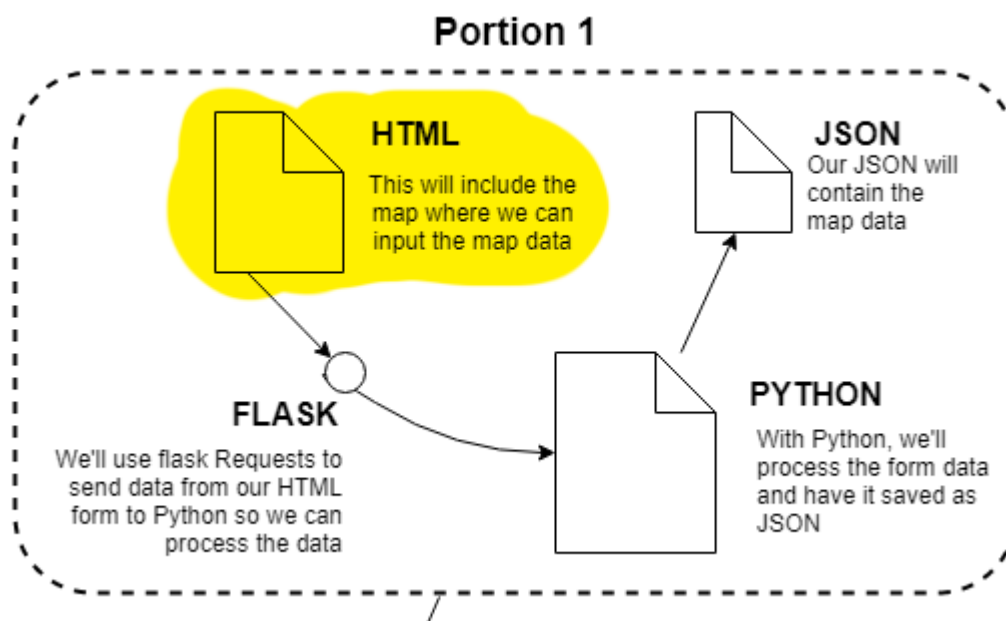 Portion 1
HTML
This will include the
map where we can
input the map data
JSON
Our JSON will
contain the
map data
FLASK
We'll use flask Requests to
send data from our HTML
form to Python so we can
process the data
PYTHON
With Python, we'll
process the form data
and have it saved as
JSON